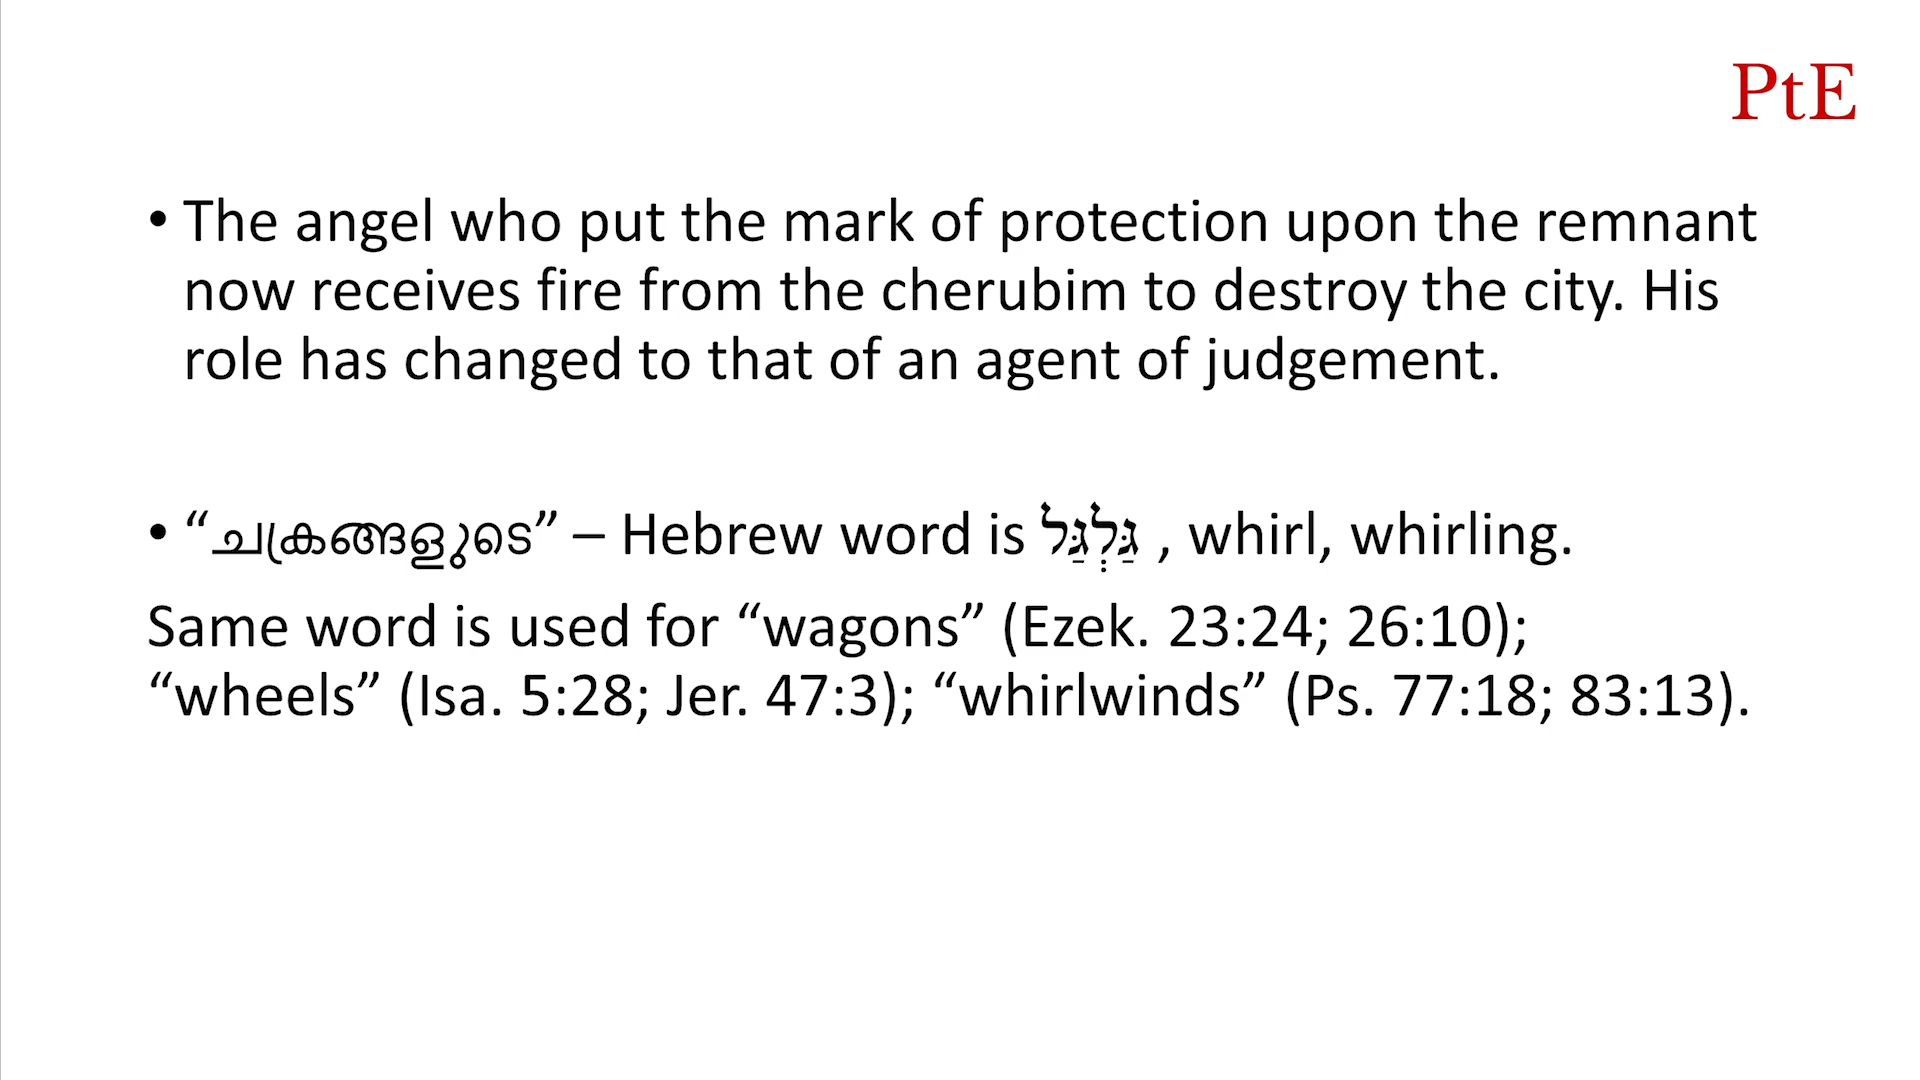 PtE
• The angel who put the mark of protection upon the remnant
now receives fire from the cherubim to destroy the city. His
role has changed to that of an agent of judgement.
• “ചക്രങ്ങളുടെ” – Hebrew word is גַּלְגַּל , whirl, whirling.
Same word is used for “wagons” (Ezek. 23:24; 26:10);
“wheels” (Isa. 5:28; Jer. 47:3); “whirlwinds” (Ps. 77:18; 83:13).